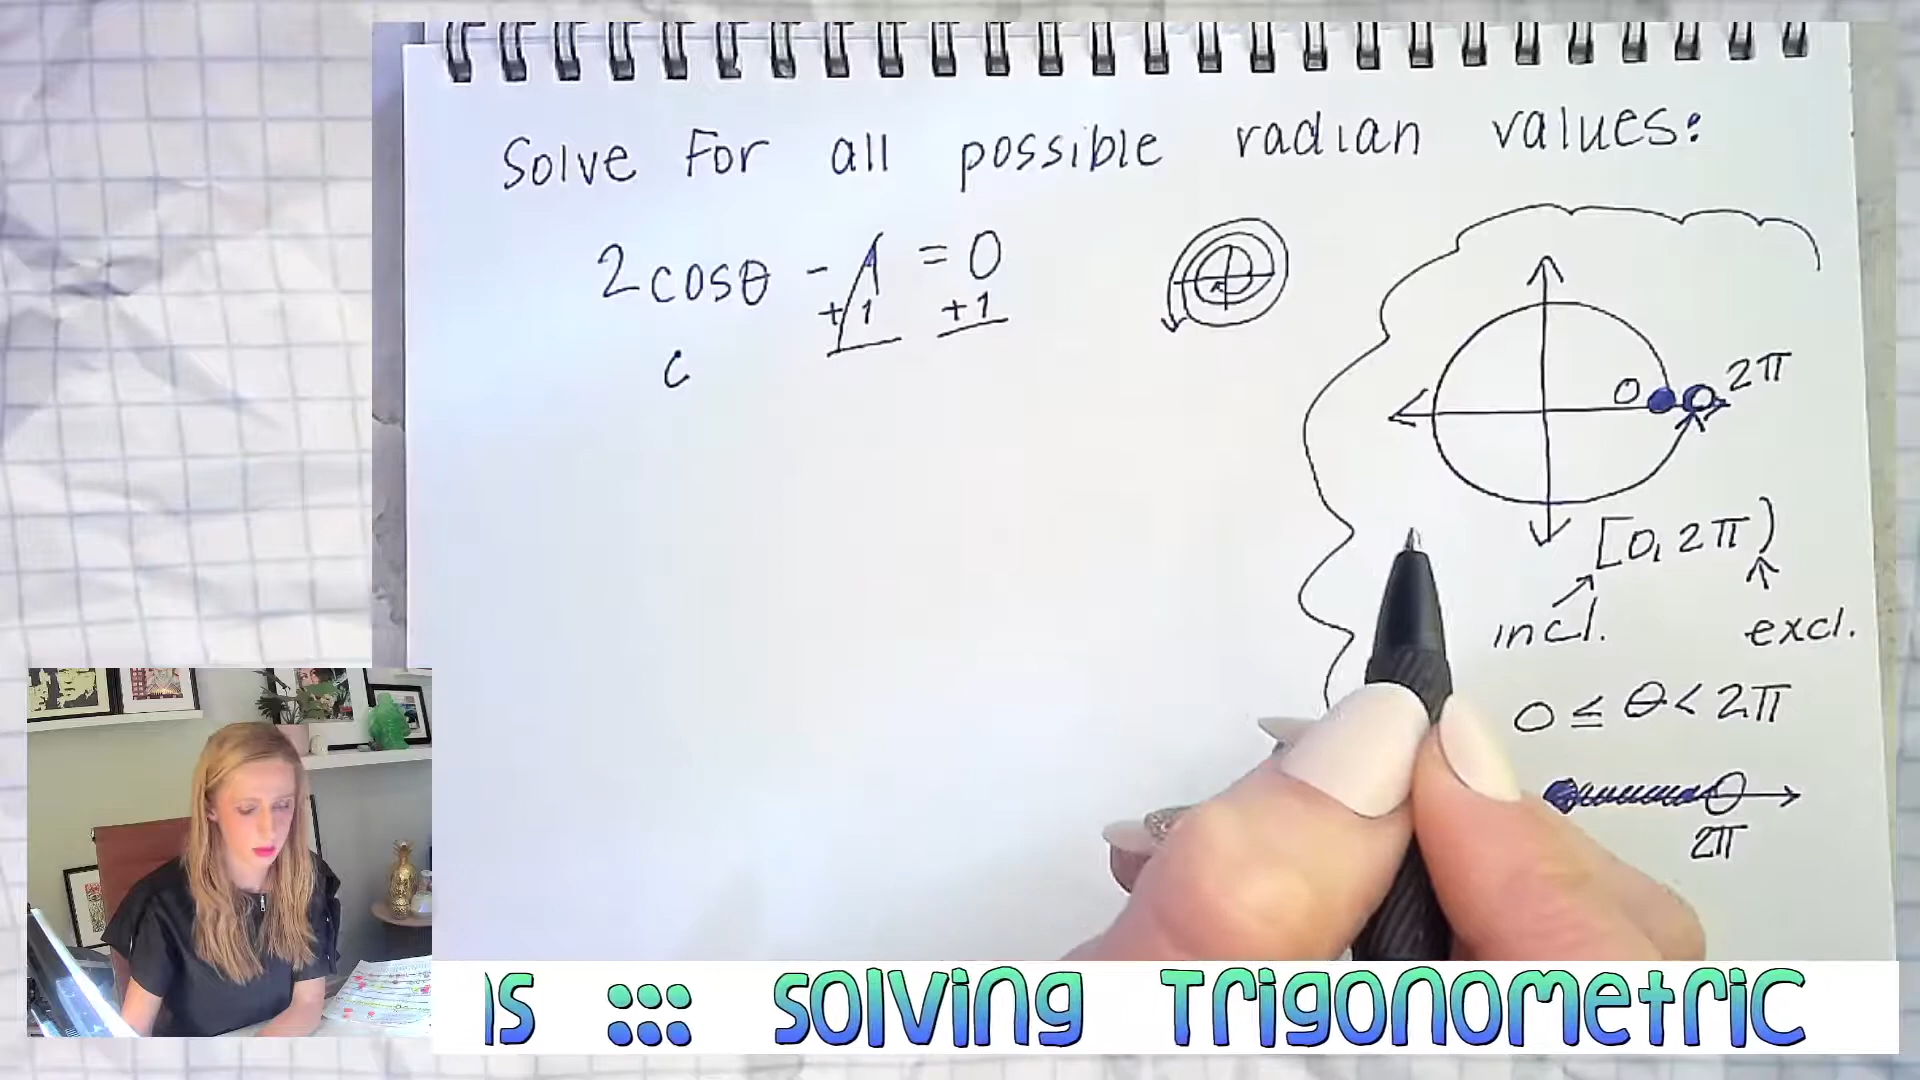 Solve For all possible radian values:
2cosθ - 1 = 0
+1 +1
c
0
2π
[0, 2π)
incl. excl.
0 ≤ θ < 2π
2π
ns ::: Solving Trigonometric